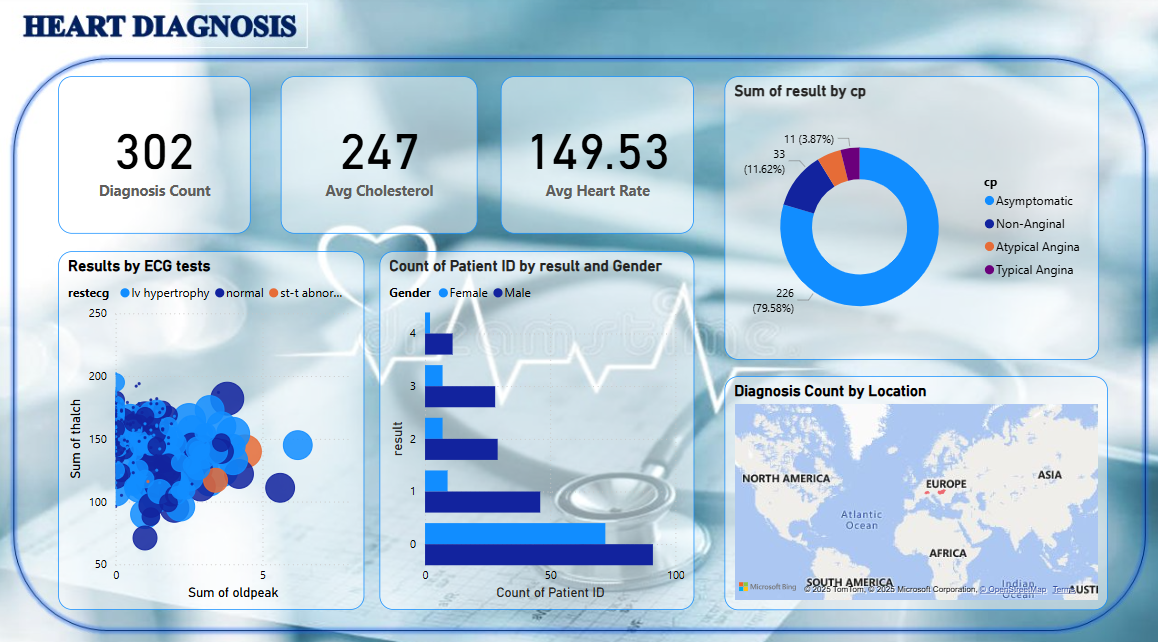 HEART DIAGNOSIS
302
Diagnosis Count
247
Avg Cholesterol
149.53
Avg Heart Rate
Sum of result by cp
11 (3.87%)
33
(11.62%)
226
(79.58%)
cp
Asymptomatic
Non-Anginal
Atypical Angina
Typical Angina
Results by ECG tests
restecg lv hypertrophy normal st-t abnor...
Sum of thalch
250
200
150
100
50
0 5
Sum of oldpeak
Count of Patient ID by result and Gender
Gender Female Male
result
4
3
2
1
0
0 50 100
Count of Patient ID
dreamstime
Diagnosis Count by Location
NORTH AMERICA
EUROPE
ASIA
Atlantic
Ocean
AFRICA
SOUTH AMERICA
Indian
Ocean
AUSTI
Microsoft Bing
© 2025 TomTom, © 2025 Microsoft Corporation, © OpenStreetMap Terms